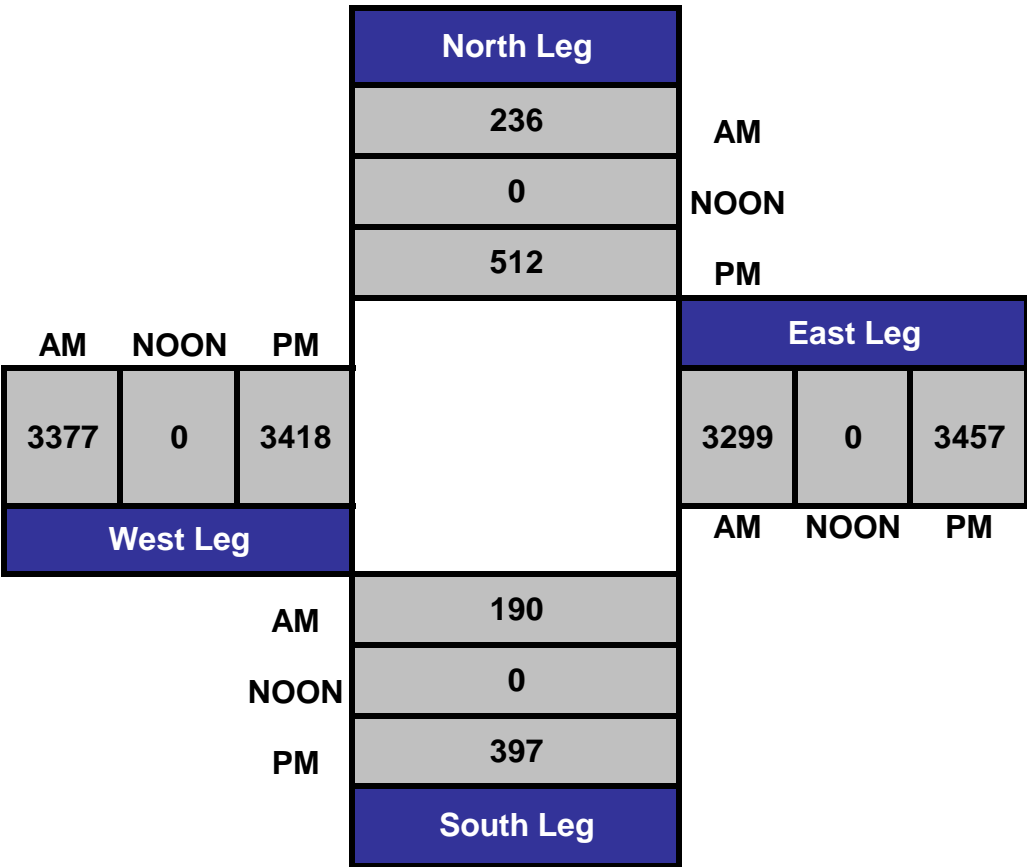 North Leg
236 AM
0 NOON
512 PM
AM NOON PM East Leg
3377 0 3418 3299 0 3457
West Leg AM NOON PM
AM 190
NOON 0
PM 397
South Leg